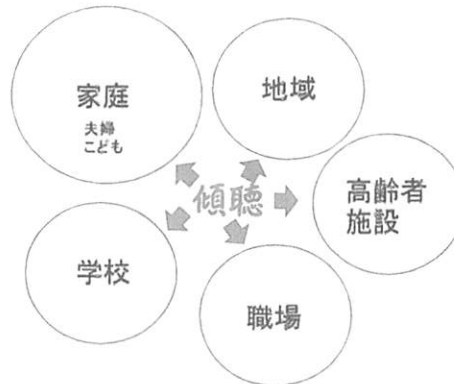 家庭
夫婦
こども
地域
傾聴
高齢者
施設
学校
職場